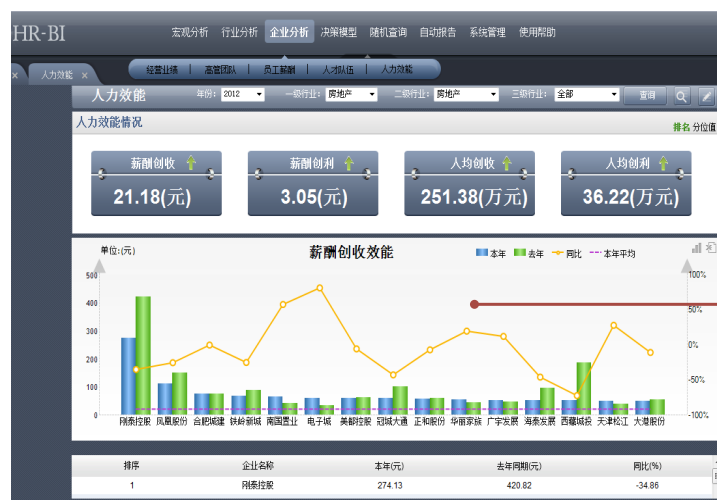 HR-BI
宏观分析 行业分析 企业分析 决策模型 随机查询 自动报告 系统管理 使用帮助
× 人力效能 × 经营业绩 | 高管团队 | 员工薪酬 | 人才队伍 | 人力效能
人力效能 年份: 2012 一级行业: 房地产 二级行业: 房地产 三级行业: 全部 查询
人力效能情况
排名 分位值
薪酬创收 薪酬创利 人均创收 人均创利
21.18(元) 3.05(元) 251.38(万元) 36.22(万元)
单位:(元) 薪酬创收效能 本年 去年 同比 本年平均
500 100%
400
50%
300
0%
200
-50%
100
0 -100%
刚泰控股 凤凰股份 合肥城建 铁岭新城 南国置业 电子城 美都控股 冠城大通 正和股份 华丽家族 广宇发展 海泰发展 西藏城投 天津松江 大港股份
排序 企业名称 本年(元) 去年同期(元) 同比(%)
1 刚泰控股 274.13 420.82 -34.86